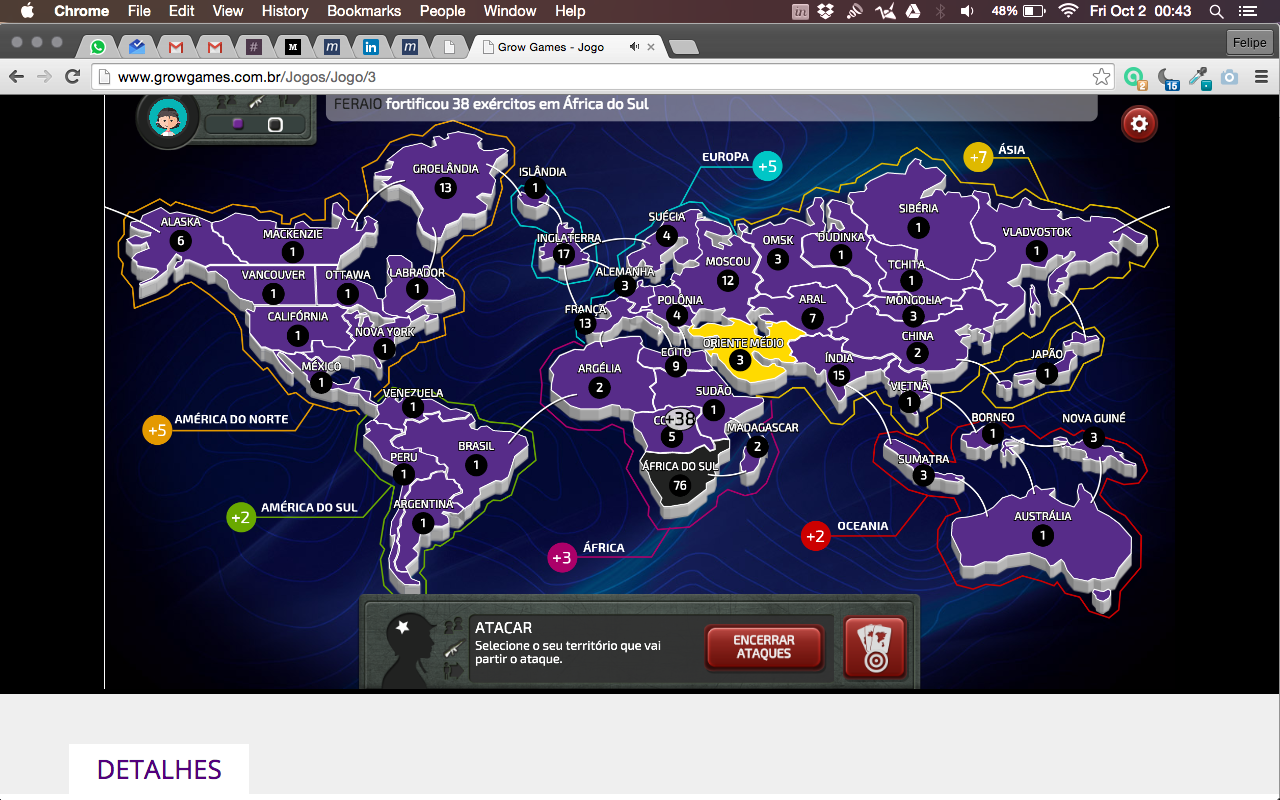 Chrome File Edit View History Bookmarks People Window Help 48% Fri Oct 2 00:43
Grow Games - Jogo
Felipe
www.growgames.com.br/Jogos/Jogo/3
2
15
FERAIO fortificou 38 exércitos em África do Sul
EUROPA +5
+7 ÁSIA
GROELÂNDIA 13
ISLÂNDIA 1
ALASKA 6
MACKENZIE 1
VANCOUVER 1
OTTAWA 1
LABRADOR 1
CALIFÓRNIA 1
NOVA YORK 1
MÉXICO 1
+5 AMÉRICA DO NORTE
INGLATERRA 17
SUÉCIA 4
ALEMANHA 3
FRANÇA 13
POLÔNIA 4
MOSCOU 12
OMSK 3
DUDINKA 1
SIBÉRIA 1
TCHITA 1
VLADVOSTOK 1
ARAL 7
MONGOLIA 3
CHINA 2
JAPÃO 1
ORIENTE MÉDIO 3
ÍNDIA 15
VIETNÃ 1
VENEZUELA 1
PERU 1
BRASIL 1
ARGENTINA 1
+2 AMÉRICA DO SUL
ARGÉLIA 2
EGITO 9
SUDÃO 1
+38
5
MADAGASCAR 2
ÁFRICA DO SUL 76
+3 ÁFRICA
BORNEO 1
NOVA GUINÉ 3
SUMATRA 3
AUSTRÁLIA 1
+2 OCEANIA
ATACAR
Selecione o seu território que vai
partir o ataque.
ENCERRAR
ATAQUES
DETALHES